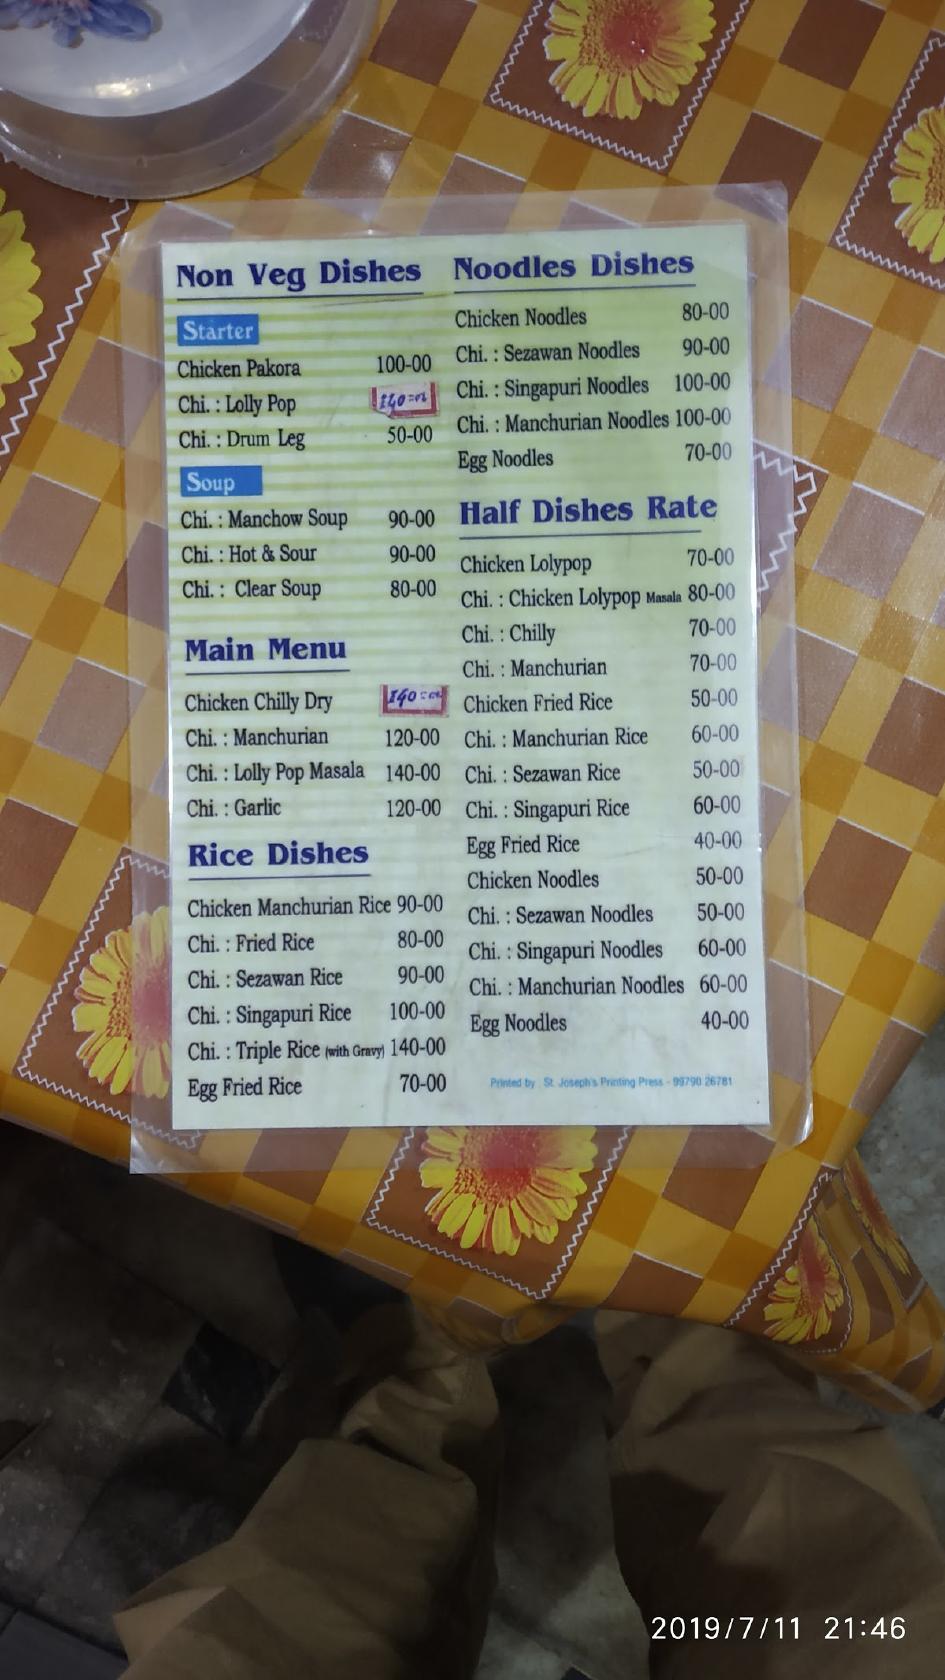 Non Veg Dishes
Starter
Chicken Pakora 100-00
Chi. : Lolly Pop 140=00
Chi. : Drum Leg 50-00
Soup
Chi. : Manchow Soup 90-00
Chi. : Hot & Sour 90-00
Chi. : Clear Soup 80-00
Main Menu
Chicken Chilly Dry 140=00
Chi. : Manchurian 120-00
Chi. : Lolly Pop Masala 140-00
Chi. : Garlic 120-00
Rice Dishes
Chicken Manchurian Rice 90-00
Chi. : Fried Rice 80-00
Chi. : Sezawan Rice 90-00
Chi. : Singapuri Rice 100-00
Chi. : Triple Rice (with Gravy) 140-00
Egg Fried Rice 70-00
Noodles Dishes
Chicken Noodles 80-00
Chi. : Sezawan Noodles 90-00
Chi. : Singapuri Noodles 100-00
Chi. : Manchurian Noodles 100-00
Egg Noodles 70-00
Half Dishes Rate
Chicken Lolypop 70-00
Chi. : Chicken Lolypop Masala 80-00
Chi. : Chilly 70-00
Chi. : Manchurian 70-00
Chicken Fried Rice 50-00
Chi. : Manchurian Rice 60-00
Chi. : Sezawan Rice 50-00
Chi. : Singapuri Rice 60-00
Egg Fried Rice 40-00
Chicken Noodles 50-00
Chi. : Sezawan Noodles 50-00
Chi. : Singapuri Noodles 60-00
Chi. : Manchurian Noodles 60-00
Egg Noodles 40-00
Printed by : St. Joseph's Printing Press - 99790 26781
2019/7/11 21:46